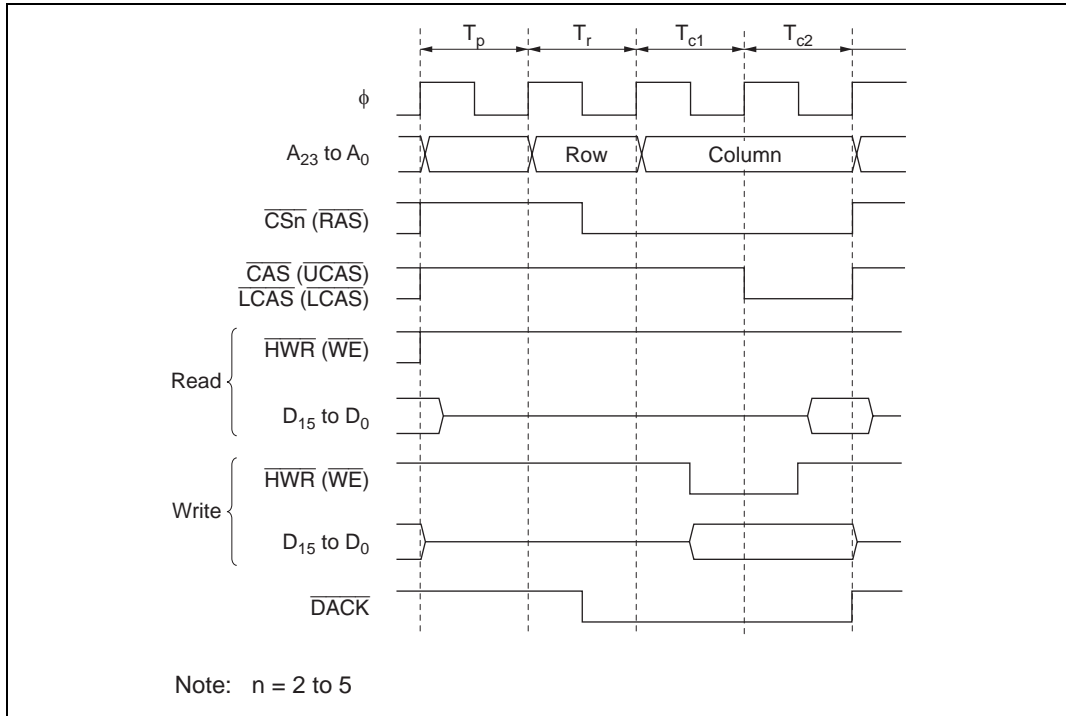 Tp Tr Tc1 Tc2
ϕ
A23 to A0 Row Column
CSn (RAS)
CAS (UCAS)
LCAS (LCAS)
Read
HWR (WE)
D15 to D0
Write
HWR (WE)
D15 to D0
DACK
Note: n = 2 to 5